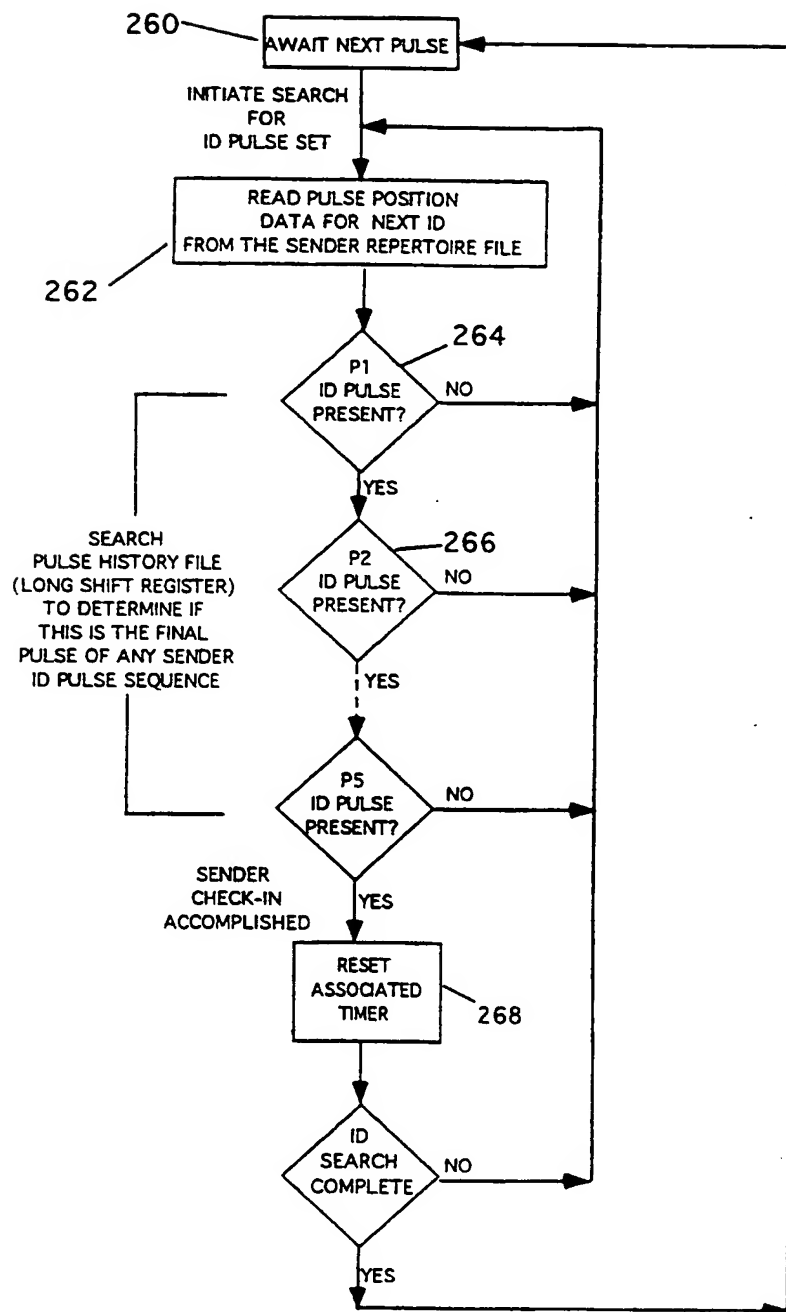 260
AWAIT NEXT PULSE
INITIATE SEARCH
FOR
ID PULSE SET
READ PULSE POSITION
DATA FOR NEXT ID
FROM THE SENDER REPERTOIRE FILE
262
264
P1
ID PULSE
PRESENT?
NO
YES
266
P2
ID PULSE
PRESENT?
NO
YES
SEARCH
PULSE HISTORY FILE
(LONG SHIFT REGISTER)
TO DETERMINE IF
THIS IS THE FINAL
PULSE OF ANY SENDER
ID PULSE SEQUENCE
P5
ID PULSE
PRESENT?
NO
SENDER
CHECK-IN
ACCOMPLISHED
YES
RESET
ASSOCIATED
TIMER
268
ID
SEARCH
COMPLETE
NO
YES